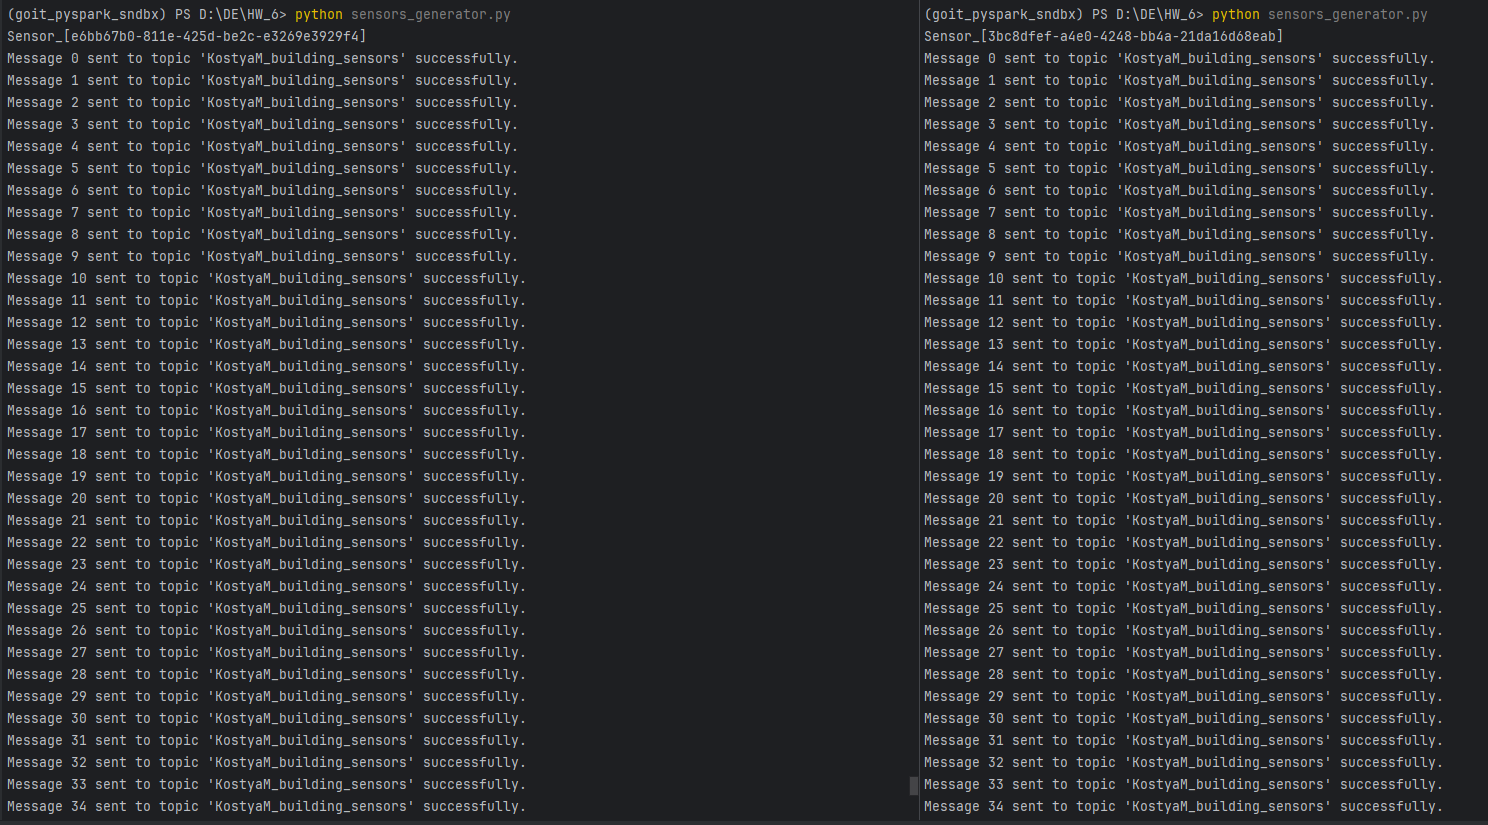 (goit_pyspark_sndbx) PS D:\DE\HW_6> python sensors_generator.py
Sensor_[e6bb67b0-811e-425d-be2c-e3269e3929f4]
Message 0 sent to topic 'KostyaM_building_sensors' successfully.
Message 1 sent to topic 'KostyaM_building_sensors' successfully.
Message 2 sent to topic 'KostyaM_building_sensors' successfully.
Message 3 sent to topic 'KostyaM_building_sensors' successfully.
Message 4 sent to topic 'KostyaM_building_sensors' successfully.
Message 5 sent to topic 'KostyaM_building_sensors' successfully.
Message 6 sent to topic 'KostyaM_building_sensors' successfully.
Message 7 sent to topic 'KostyaM_building_sensors' successfully.
Message 8 sent to topic 'KostyaM_building_sensors' successfully.
Message 9 sent to topic 'KostyaM_building_sensors' successfully.
Message 10 sent to topic 'KostyaM_building_sensors' successfully.
Message 11 sent to topic 'KostyaM_building_sensors' successfully.
Message 12 sent to topic 'KostyaM_building_sensors' successfully.
Message 13 sent to topic 'KostyaM_building_sensors' successfully.
Message 14 sent to topic 'KostyaM_building_sensors' successfully.
Message 15 sent to topic 'KostyaM_building_sensors' successfully.
Message 16 sent to topic 'KostyaM_building_sensors' successfully.
Message 17 sent to topic 'KostyaM_building_sensors' successfully.
Message 18 sent to topic 'KostyaM_building_sensors' successfully.
Message 19 sent to topic 'KostyaM_building_sensors' successfully.
Message 20 sent to topic 'KostyaM_building_sensors' successfully.
Message 21 sent to topic 'KostyaM_building_sensors' successfully.
Message 22 sent to topic 'KostyaM_building_sensors' successfully.
Message 23 sent to topic 'KostyaM_building_sensors' successfully.
Message 24 sent to topic 'KostyaM_building_sensors' successfully.
Message 25 sent to topic 'KostyaM_building_sensors' successfully.
Message 26 sent to topic 'KostyaM_building_sensors' successfully.
Message 27 sent to topic 'KostyaM_building_sensors' successfully.
Message 28 sent to topic 'KostyaM_building_sensors' successfully.
Message 29 sent to topic 'KostyaM_building_sensors' successfully.
Message 30 sent to topic 'KostyaM_building_sensors' successfully.
Message 31 sent to topic 'KostyaM_building_sensors' successfully.
Message 32 sent to topic 'KostyaM_building_sensors' successfully.
Message 33 sent to topic 'KostyaM_building_sensors' successfully.
Message 34 sent to topic 'KostyaM_building_sensors' successfully.
(goit_pyspark_sndbx) PS D:\DE\HW_6> python sensors_generator.py
Sensor_[3bc8dfef-a4e0-4248-bb4a-21da16d68eab]
Message 0 sent to topic 'KostyaM_building_sensors' successfully.
Message 1 sent to topic 'KostyaM_building_sensors' successfully.
Message 2 sent to topic 'KostyaM_building_sensors' successfully.
Message 3 sent to topic 'KostyaM_building_sensors' successfully.
Message 4 sent to topic 'KostyaM_building_sensors' successfully.
Message 5 sent to topic 'KostyaM_building_sensors' successfully.
Message 6 sent to topic 'KostyaM_building_sensors' successfully.
Message 7 sent to topic 'KostyaM_building_sensors' successfully.
Message 8 sent to topic 'KostyaM_building_sensors' successfully.
Message 9 sent to topic 'KostyaM_building_sensors' successfully.
Message 10 sent to topic 'KostyaM_building_sensors' successfully.
Message 11 sent to topic 'KostyaM_building_sensors' successfully.
Message 12 sent to topic 'KostyaM_building_sensors' successfully.
Message 13 sent to topic 'KostyaM_building_sensors' successfully.
Message 14 sent to topic 'KostyaM_building_sensors' successfully.
Message 15 sent to topic 'KostyaM_building_sensors' successfully.
Message 16 sent to topic 'KostyaM_building_sensors' successfully.
Message 17 sent to topic 'KostyaM_building_sensors' successfully.
Message 18 sent to topic 'KostyaM_building_sensors' successfully.
Message 19 sent to topic 'KostyaM_building_sensors' successfully.
Message 20 sent to topic 'KostyaM_building_sensors' successfully.
Message 21 sent to topic 'KostyaM_building_sensors' successfully.
Message 22 sent to topic 'KostyaM_building_sensors' successfully.
Message 23 sent to topic 'KostyaM_building_sensors' successfully.
Message 24 sent to topic 'KostyaM_building_sensors' successfully.
Message 25 sent to topic 'KostyaM_building_sensors' successfully.
Message 26 sent to topic 'KostyaM_building_sensors' successfully.
Message 27 sent to topic 'KostyaM_building_sensors' successfully.
Message 28 sent to topic 'KostyaM_building_sensors' successfully.
Message 29 sent to topic 'KostyaM_building_sensors' successfully.
Message 30 sent to topic 'KostyaM_building_sensors' successfully.
Message 31 sent to topic 'KostyaM_building_sensors' successfully.
Message 32 sent to topic 'KostyaM_building_sensors' successfully.
Message 33 sent to topic 'KostyaM_building_sensors' successfully.
Message 34 sent to topic 'KostyaM_building_sensors' successfully.